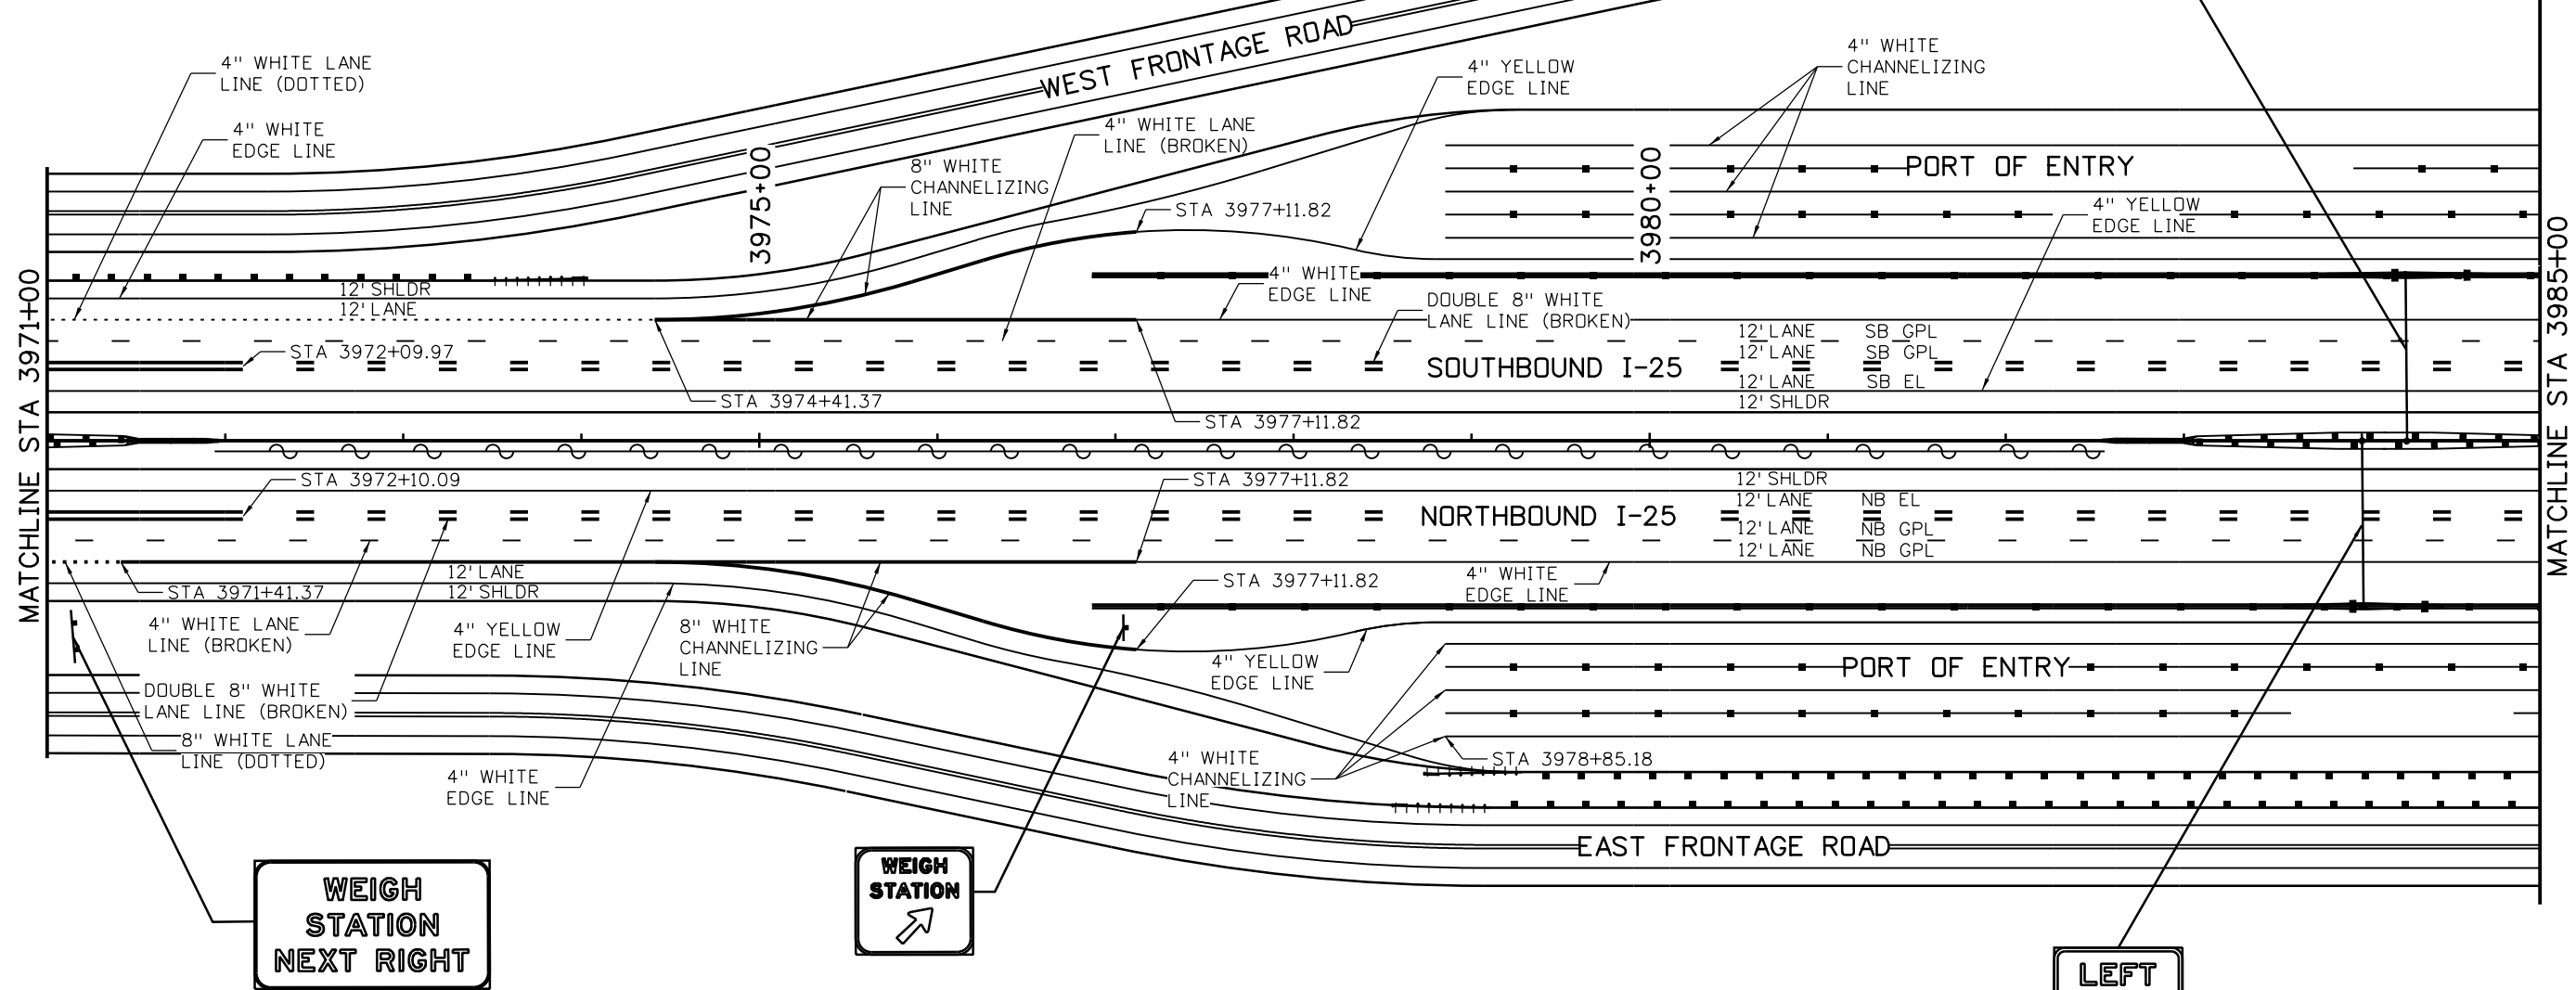 WEST FRONTAGE ROAD
4" WHITE LANE
LINE (DOTTED)
4" WHITE
EDGE LINE
4" WHITE
CHANNELIZING
LINE
4" YELLOW
EDGE LINE
4" WHITE LANE
LINE (BROKEN)
8" WHITE
CHANNELIZING
LINE
3975+00
3980+00
PORT OF ENTRY
STA 3977+11.82
4" YELLOW
EDGE LINE
MATCHLINE STA 3971+00
MATCHLINE STA 3985+00
12' SHLDR
12' LANE
4" WHITE
EDGE LINE
DOUBLE 8" WHITE
LANE LINE (BROKEN)
STA 3972+09.97
12' LANE SB GPL
12' LANE SB GPL
SOUTHBOUND I-25
12' LANE SB EL
12' SHLDR
STA 3974+41.37
STA 3977+11.82
STA 3972+10.09
STA 3977+11.82
12' SHLDR
12' LANE NB EL
NORTHBOUND I-25
12' LANE NB GPL
12' LANE NB GPL
12' LANE
12' SHLDR
STA 3971+41.37
STA 3977+11.82
4" WHITE
EDGE LINE
4" WHITE LANE
LINE (BROKEN)
4" YELLOW
EDGE LINE
8" WHITE
CHANNELIZING
LINE
4" YELLOW
EDGE LINE
PORT OF ENTRY
DOUBLE 8" WHITE
LANE LINE (BROKEN)
8" WHITE LANE
LINE (DOTTED)
4" WHITE
EDGE LINE
4" WHITE
CHANNELIZING
LINE
STA 3978+85.18
EAST FRONTAGE ROAD
WEIGH
STATION
NEXT RIGHT
WEIGH
STATION
LEFT